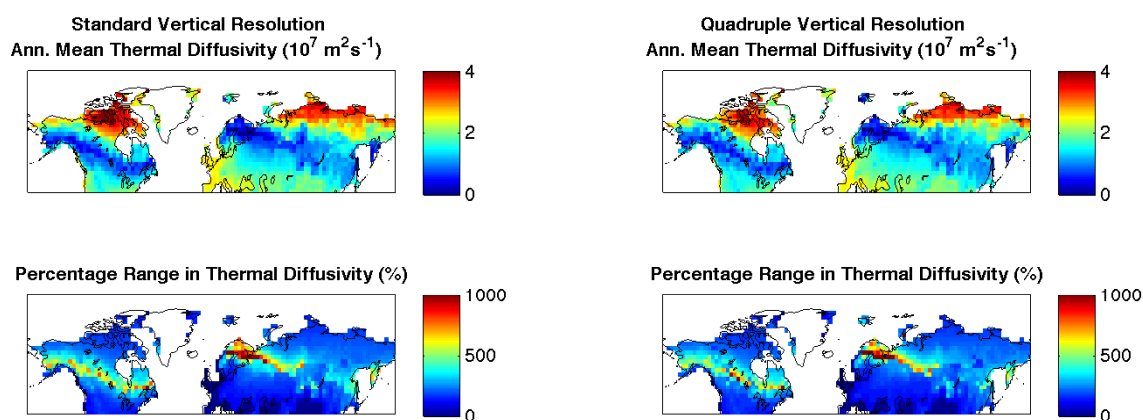 Standard Vertical Resolution
Ann. Mean Thermal Diffusivity (10⁷ m²s⁻¹)
4
2
0
Quadruple Vertical Resolution
Ann. Mean Thermal Diffusivity (10⁷ m²s⁻¹)
4
2
0
Percentage Range in Thermal Diffusivity (%)
1000
500
0
Percentage Range in Thermal Diffusivity (%)
1000
500
0